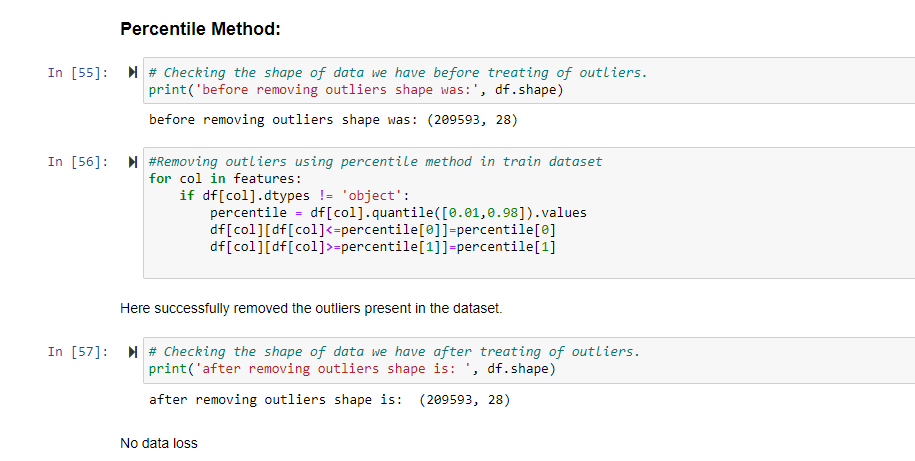 Percentile Method:
In [55]:
# Checking the shape of data we have before treating of outliers.
print('before removing outliers shape was:', df.shape)
before removing outliers shape was: (209593, 28)
In [56]:
#Removing outliers using percentile method in train dataset
for col in features:
    if df[col].dtypes != 'object':
        percentile = df[col].quantile([0.01,0.98]).values
        df[col][df[col]<=percentile[0]]=percentile[0]
        df[col][df[col]>=percentile[1]]=percentile[1]
Here successfully removed the outliers present in the dataset.
In [57]:
# Checking the shape of data we have after treating of outliers.
print('after removing outliers shape is: ', df.shape)
after removing outliers shape is:  (209593, 28)
No data loss